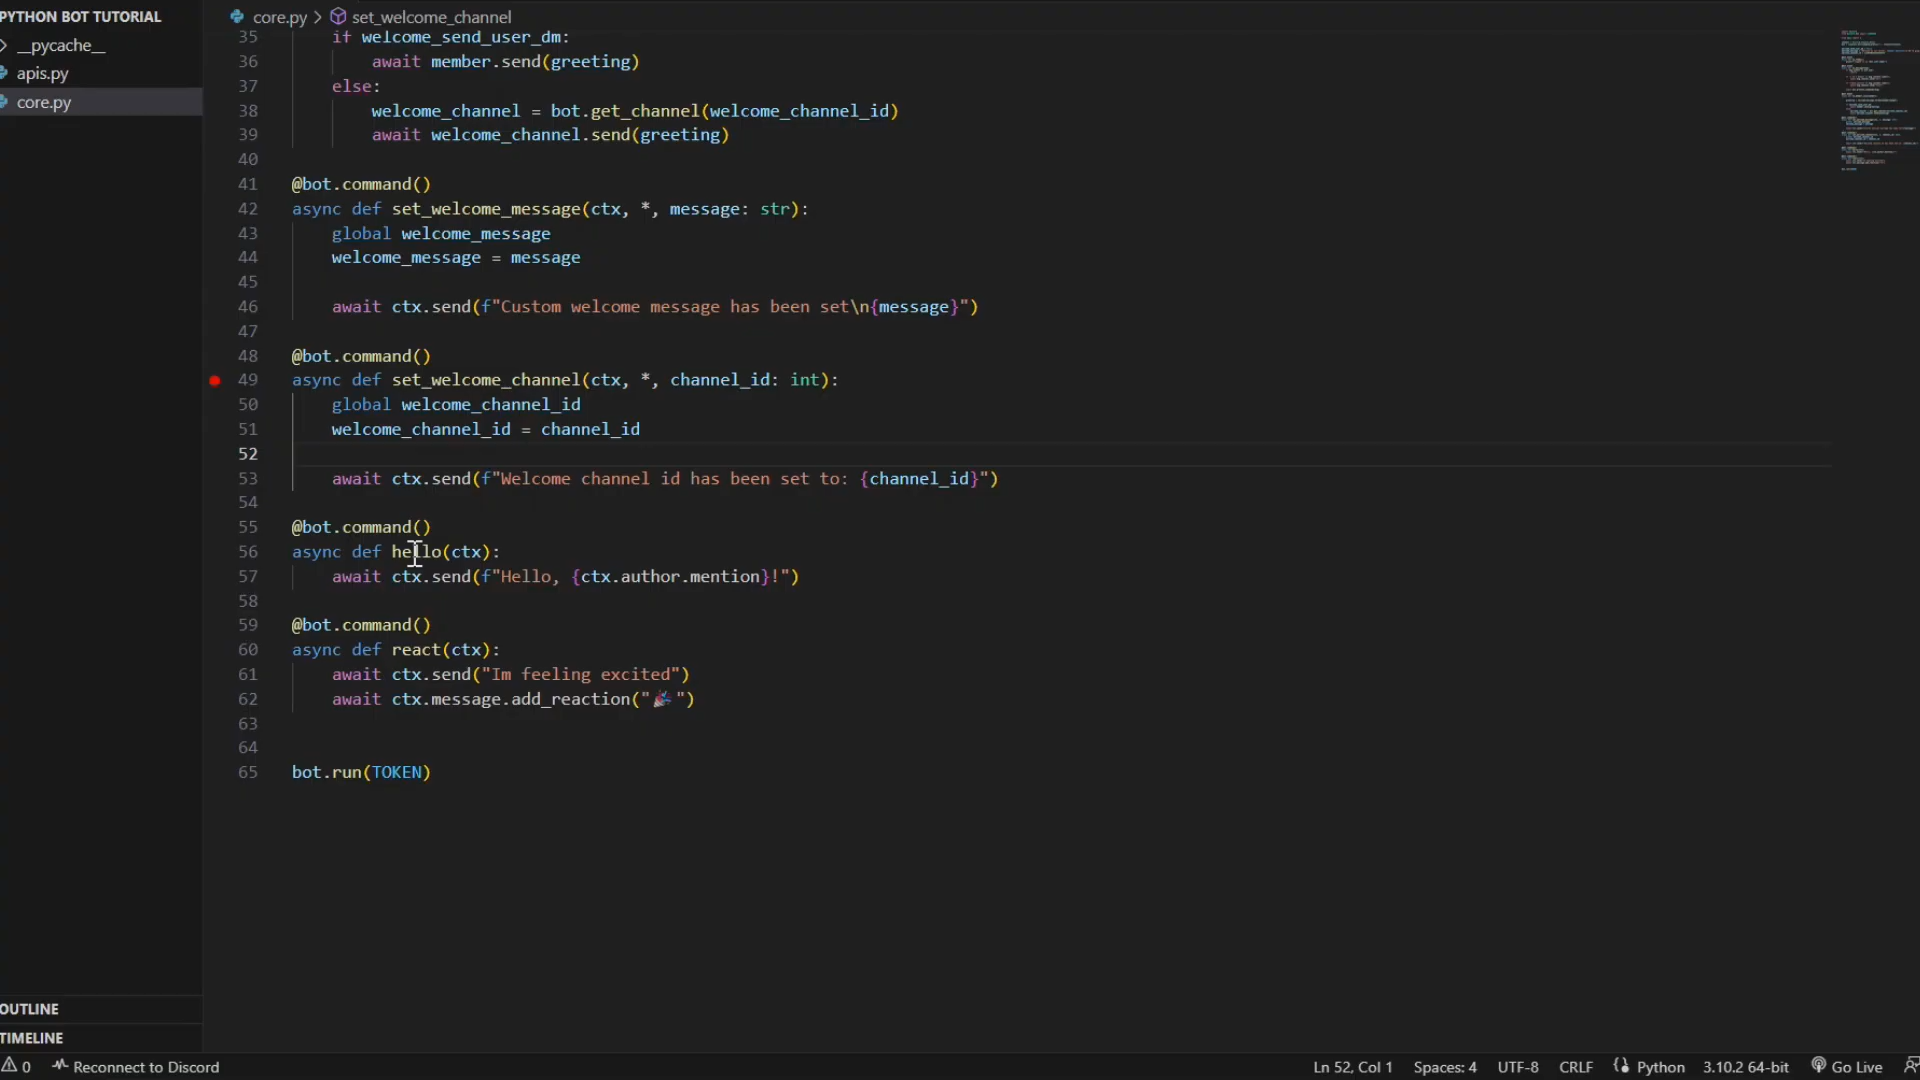 PYTHON BOT TUTORIAL
__pycache__
apis.py
core.py
core.py > set_welcome_channel
35 if welcome_send_user_dm:
36 await member.send(greeting)
37 else:
38 welcome_channel = bot.get_channel(welcome_channel_id)
39 await welcome_channel.send(greeting)
40
41 @bot.command()
42 async def set_welcome_message(ctx, *, message: str):
43 global welcome_message
44 welcome_message = message
45
46 await ctx.send(f"Custom welcome message has been set\n{message}")
47
48 @bot.command()
49 async def set_welcome_channel(ctx, *, channel_id: int):
50 global welcome_channel_id
51 welcome_channel_id = channel_id
52
53 await ctx.send(f"Welcome channel id has been set to: {channel_id}")
54
55 @bot.command()
56 async def hello(ctx):
57 await ctx.send(f"Hello, {ctx.author.mention}!")
58
59 @bot.command()
60 async def react(ctx):
61 await ctx.send("Im feeling excited")
62 await ctx.message.add_reaction("🎉")
63
64
65 bot.run(TOKEN)
OUTLINE
TIMELINE
0 Reconnect to Discord Ln 52, Col 1 Spaces: 4 UTF-8 CRLF Python 3.10.2 64-bit Go Live